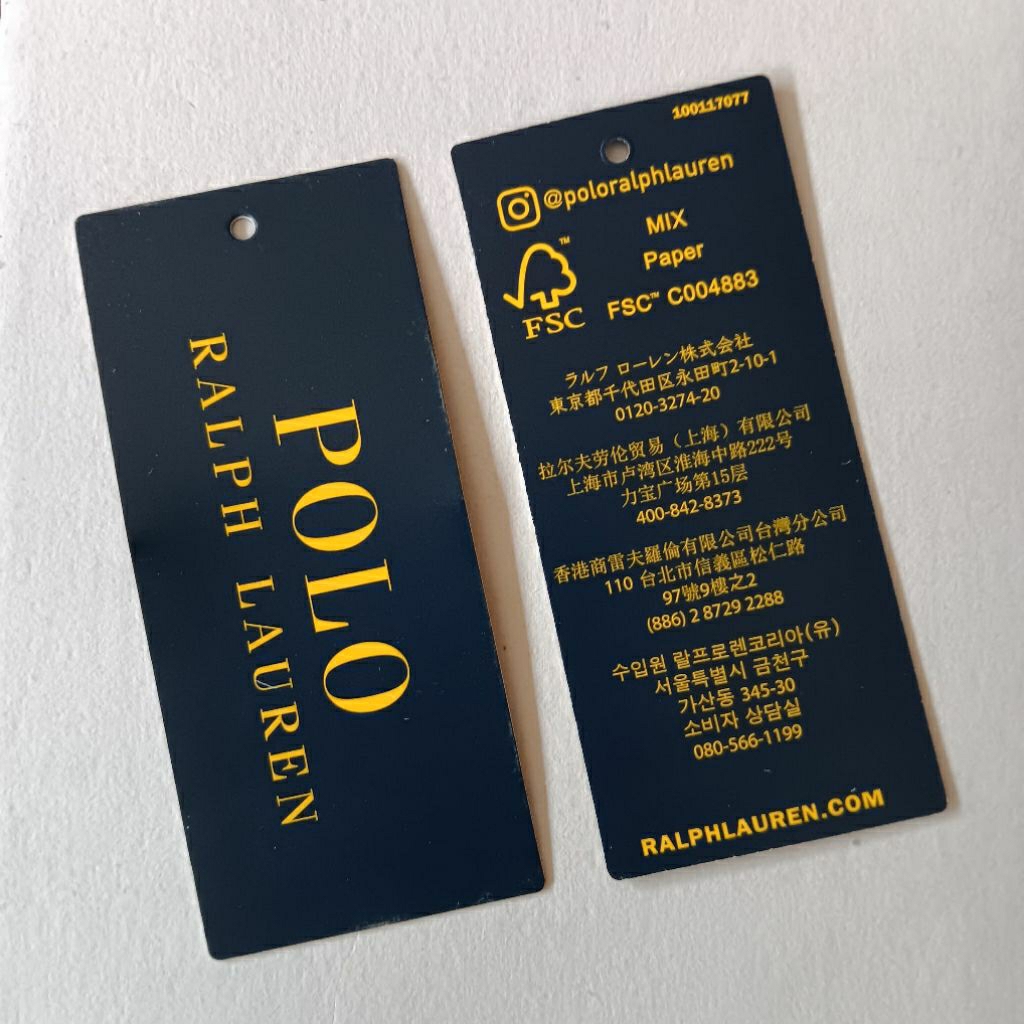 POLO
RALPH LAUREN
100117077
@poloralphlauren
MIX
Paper
FSC™ C004883
™
FSC
ラルフ ローレン株式会社
東京都千代田区永田町2-10-1
0120-3274-20
拉尔夫劳伦贸易（上海）有限公司
上海市卢湾区淮海中路222号
力宝广场第15层
400-842-8373
香港商雷夫羅倫有限公司台灣分公司
110 台北市信義區松仁路
97號9樓之2
(886) 2 8729 2288
수입원 랄프로렌코리아(유)
서울특별시 금천구
가산동 345-30
소비자 상담실
080-566-1199
RALPHLAUREN.COM